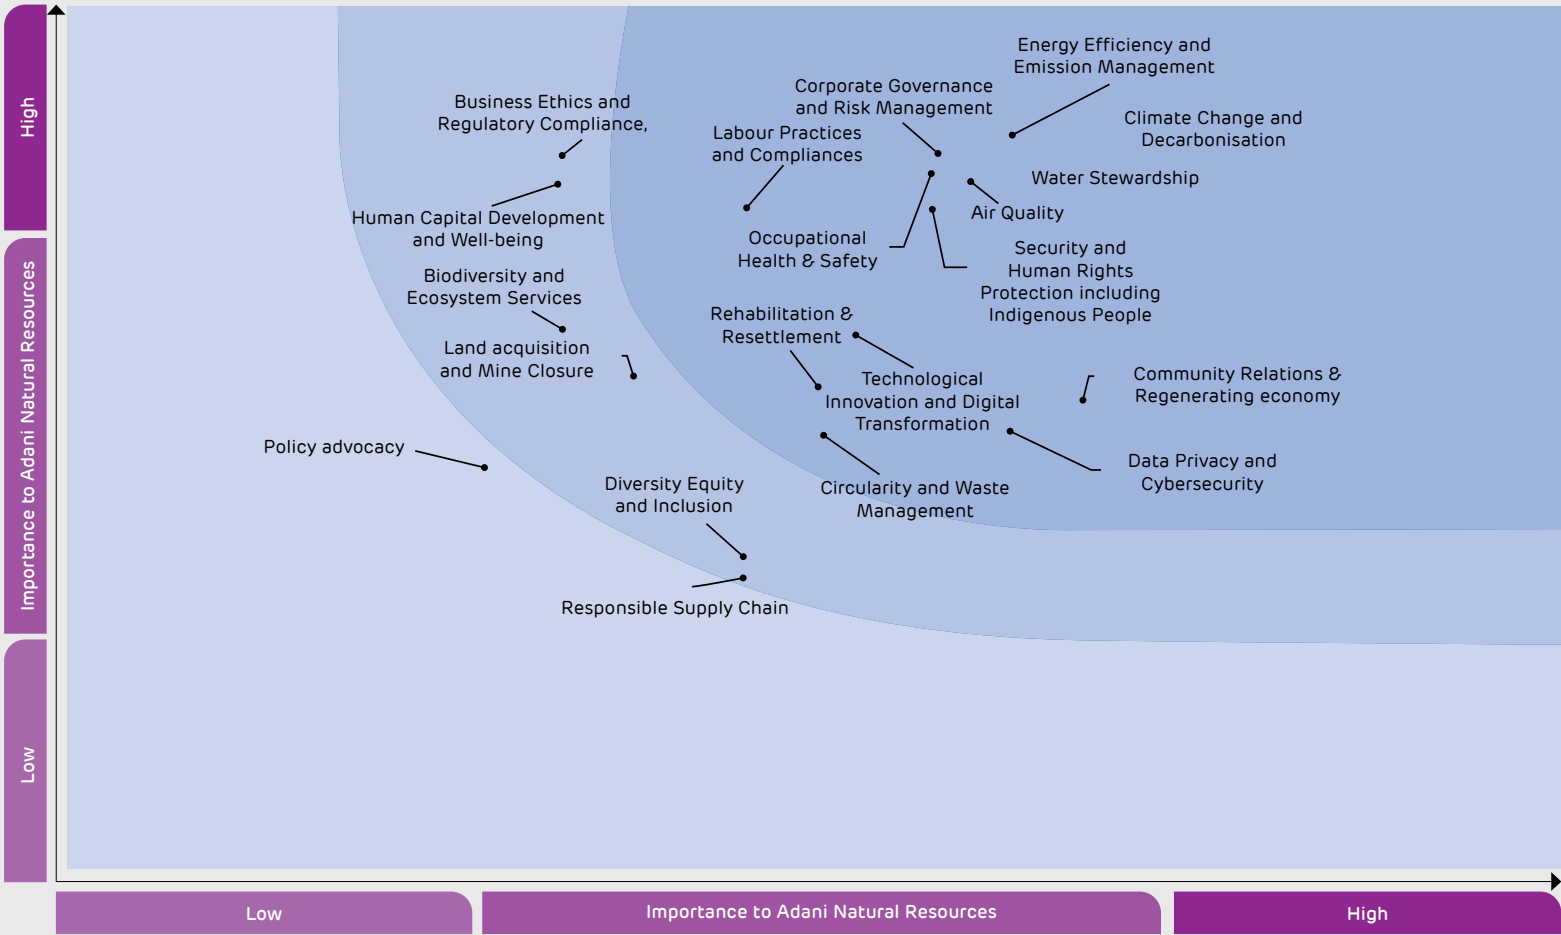 High
Importance to Adani Natural Resources
Low
Energy Efficiency and
Emission Management
Corporate Governance
and Risk Management
Business Ethics and
Regulatory Compliance,
Climate Change and
Decarbonisation
Labour Practices
and Compliances
Water Stewardship
Air Quality
Human Capital Development
and Well-being
Occupational
Health & Safety
Security and
Human Rights
Protection including
Indigenous People
Biodiversity and
Ecosystem Services
Rehabilitation &
Resettlement
Land acquisition
and Mine Closure
Technological
Innovation and Digital
Transformation
Community Relations &
Regenerating economy
Policy advocacy
Data Privacy and
Cybersecurity
Diversity Equity
and Inclusion
Circularity and Waste
Management
Responsible Supply Chain
Low
Importance to Adani Natural Resources
High